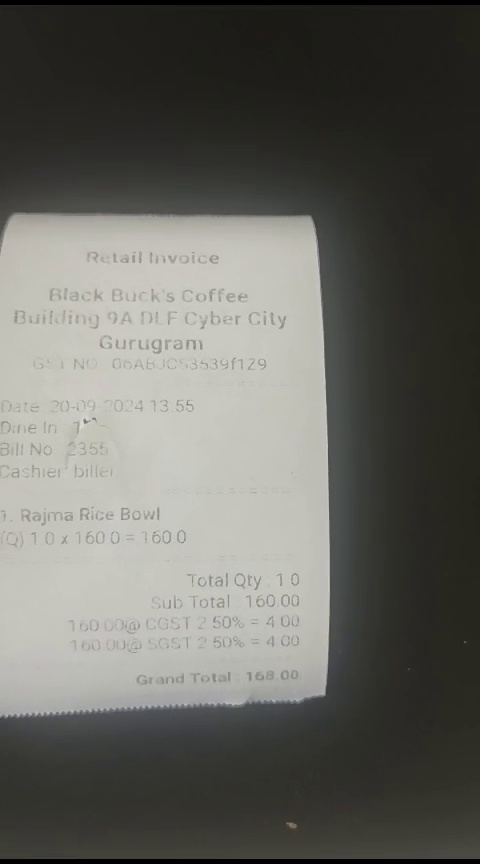 Retail Invoice
Black Buck's Coffee
Building 9A DLF Cyber City
Gurugram
GST NO
Date 20-09-2024 13:55
Dine In
Bill No 2355
Cashier: biller
1. Rajma Rice Bowl
(Q) 1.0 x 160.0 = 160.0
Total Qty : 1.0
Sub Total : 160.00
160.00@ CGST 2.50% = 4.00
160.00@ SGST 2.50% = 4.00
Grand Total : 168.00